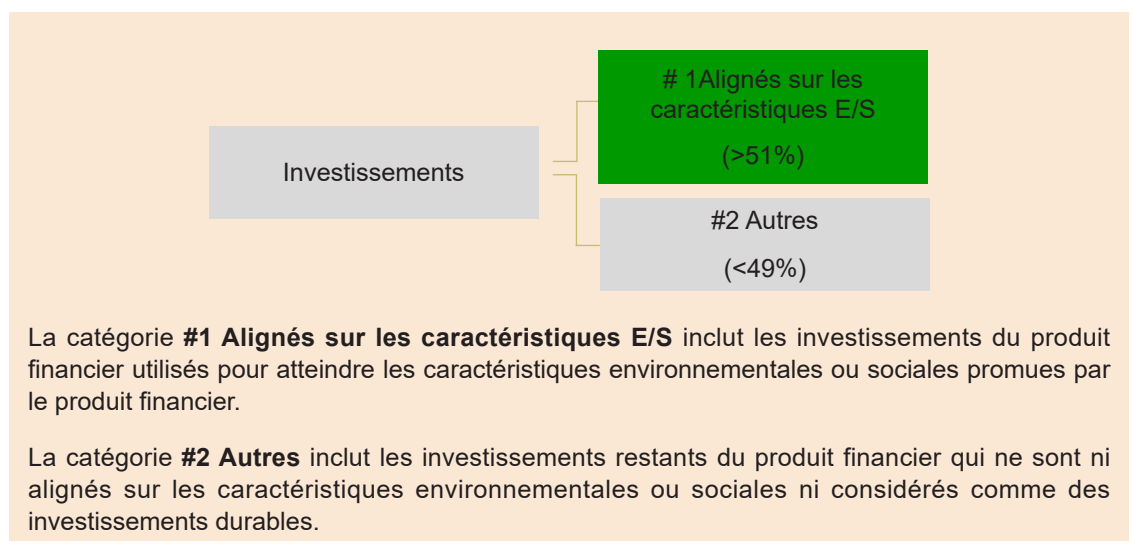 # 1Alignés sur les
caractéristiques E/S
(>51%)
Investissements
#2 Autres
(<49%)
La catégorie #1 Alignés sur les caractéristiques E/S inclut les investissements du produit
financier utilisés pour atteindre les caractéristiques environnementales ou sociales promues par
le produit financier.
La catégorie #2 Autres inclut les investissements restants du produit financier qui ne sont ni
alignés sur les caractéristiques environnementales ou sociales ni considérés comme des
investissements durables.